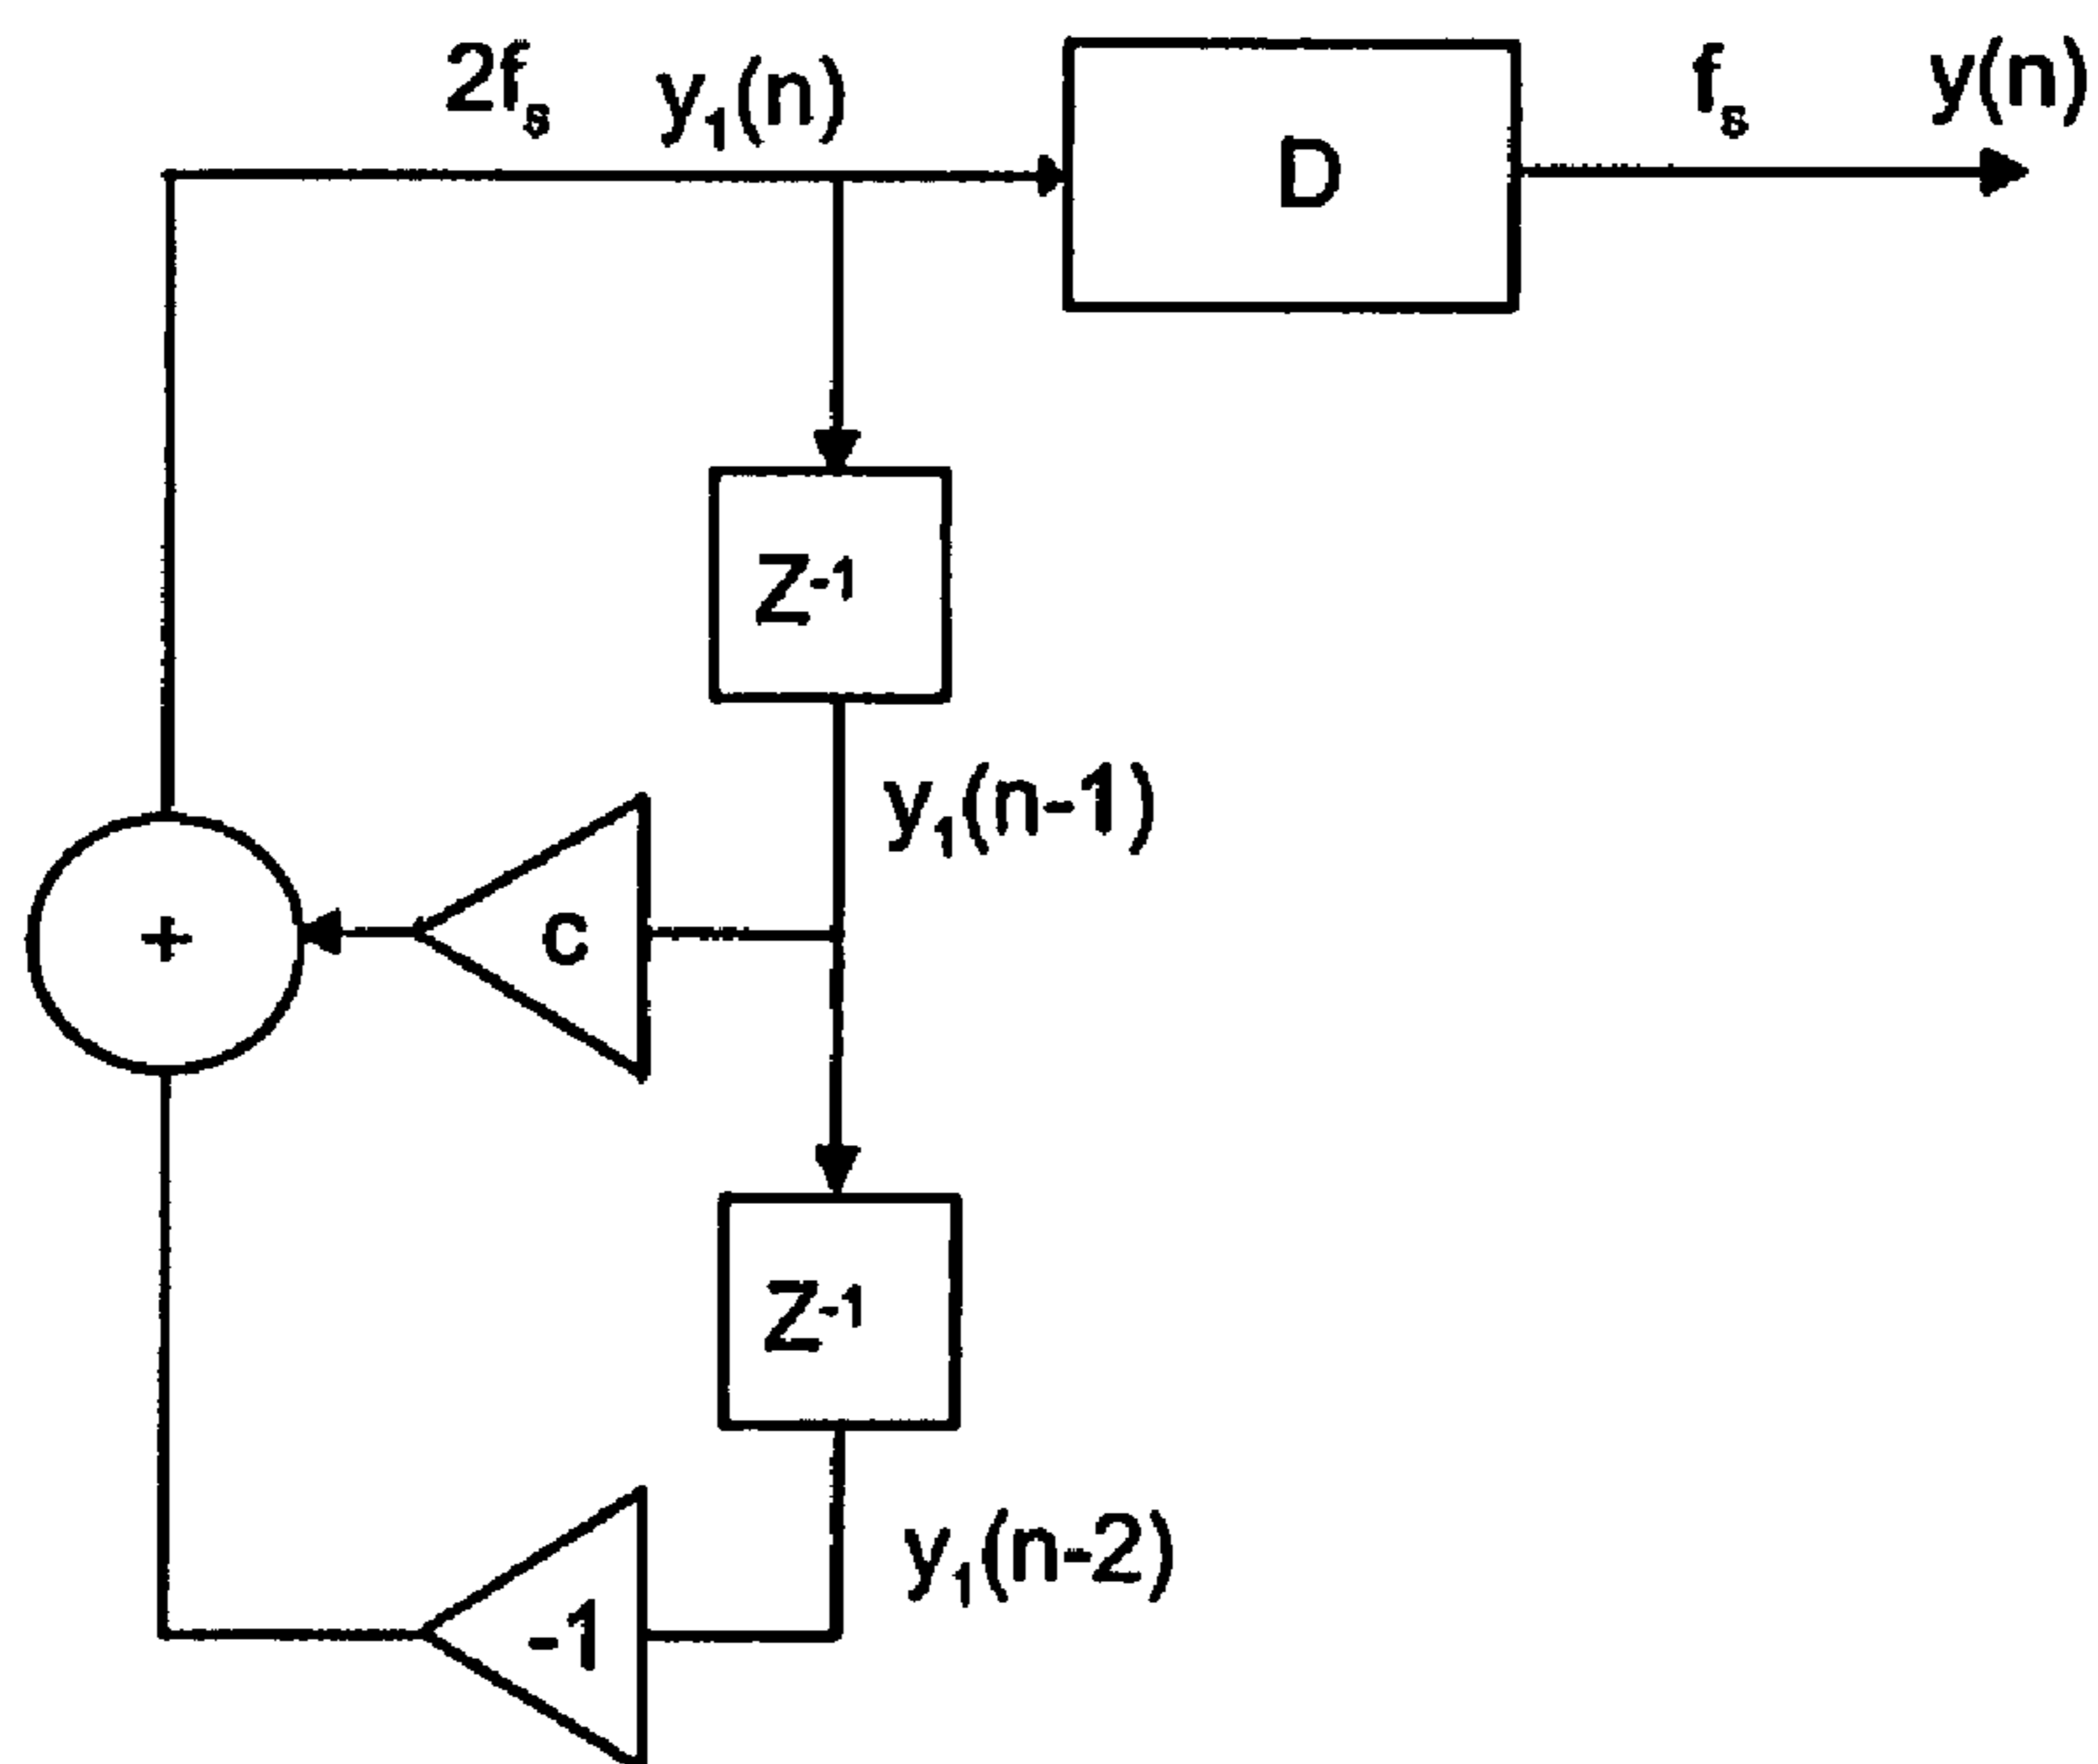 2fₛ
y₁(n)
D
fₛ
y(n)
Z⁻¹
y₁(n-1)
+
C
Z⁻¹
y₁(n-2)
-1